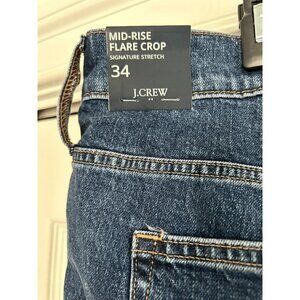 MID-RISE
FLARE CROP
SIGNATURE STRETCH
34
J.CREW